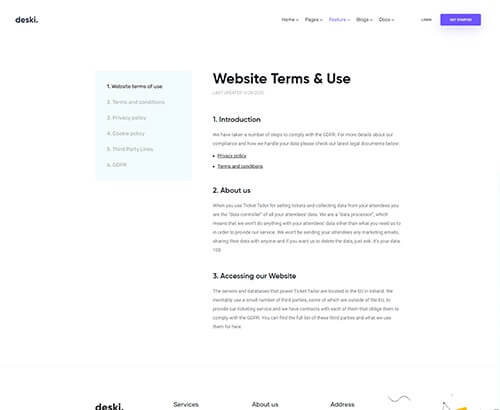 deski.
Home Pages Feature Blogs Docs LOGIN GET STARTED
1. Website terms of use
2. Terms and conditions
3. Privacy policy
4. Cookie policy
5. Third Party Links
6. GDPR
Website Terms & Use
LAST UPDATED:
1. Introduction
We have taken a number of steps to comply with the GDPR. For more details about our
compliance and how we handle your data please check our latest legal documents below:
Privacy policy
Terms and conditions
2. About us
When you use Ticket Tailor for selling tickets and collecting data from your attendees you
are the "data controller" of all your attendees' data. We are a "data processor", which
means that we won't do anything with your attendees' data other than what you need us to
in order to provide our service. We won't be sending your attendees any marketing emails,
sharing their data with anyone and if you want us to delete the data, just ask. It's your data.
3. Accessing our Website
The servers and databases that power Ticket Tailor are located in the EU in Ireland. We
inevitably use a small number of third parties, some of which are outside of the EU, to
provide our ticketing service and we have contracts with each of them that oblige them to
comply with the GDPR. You can find the full list of these third parties and what we use
them for here.
deski. Services About us Address